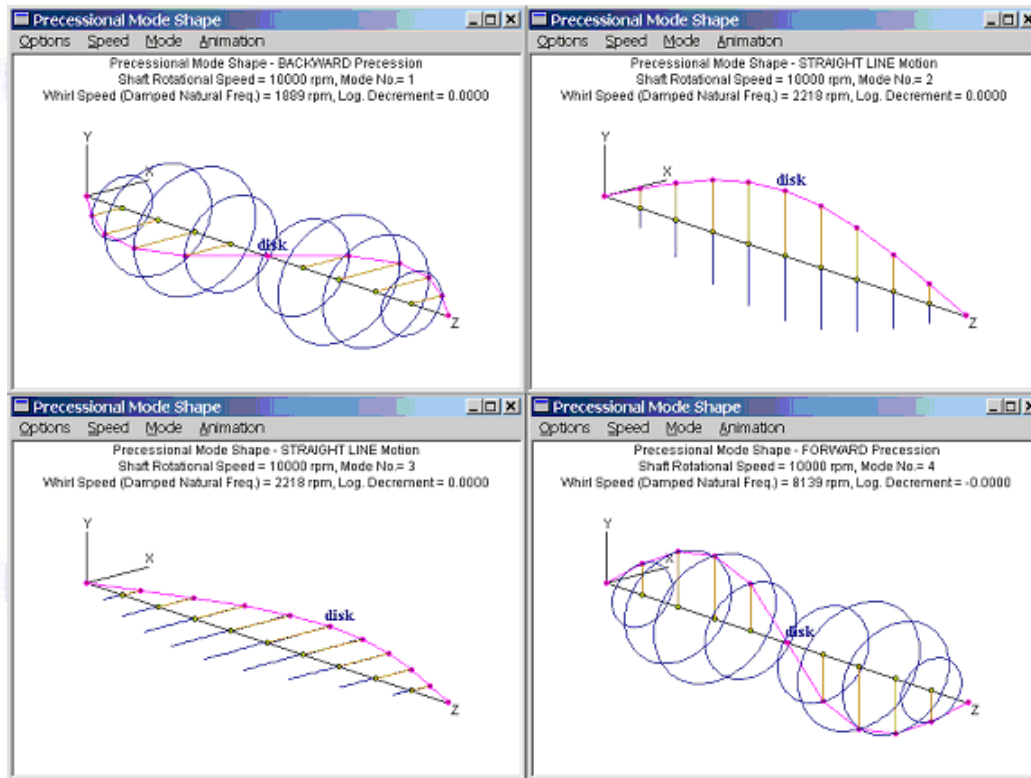 Precessional Mode Shape
Options Speed Mode Animation
Precessional Mode Shape - BACKWARD Precession
Shaft Rotational Speed = 10000 rpm, Mode No.= 1
Whirl Speed (Damped Natural Freq.) = 1889 rpm, Log. Decrement = 0.0000
Y
X
disk
Z
Precessional Mode Shape
Options Speed Mode Animation
Precessional Mode Shape - STRAIGHT LINE Motion
Shaft Rotational Speed = 10000 rpm, Mode No.= 2
Whirl Speed (Damped Natural Freq.) = 2218 rpm, Log. Decrement = 0.0000
Y
X
disk
Z
Precessional Mode Shape
Options Speed Mode Animation
Precessional Mode Shape - STRAIGHT LINE Motion
Shaft Rotational Speed = 10000 rpm, Mode No.= 3
Whirl Speed (Damped Natural Freq.) = 2218 rpm, Log. Decrement = 0.0000
Y
X
disk
Z
Precessional Mode Shape
Options Speed Mode Animation
Precessional Mode Shape - FORWARD Precession
Shaft Rotational Speed = 10000 rpm, Mode No.= 4
Whirl Speed (Damped Natural Freq.) = 8139 rpm, Log. Decrement = -0.0000
Y
X
disk
Z